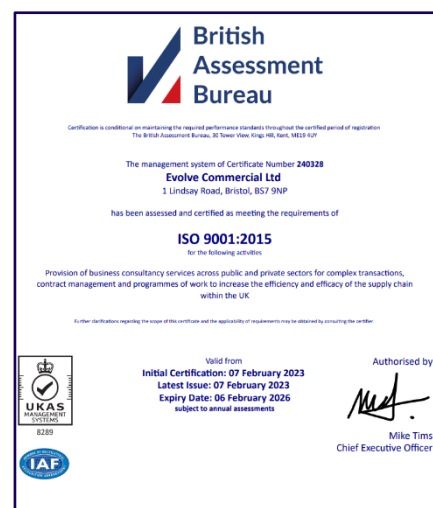 British
Assessment
Bureau
Certification is conditional on maintaining the required performance standards throughout the certified period of registration
The British Assessment Bureau, 30 Tower View, Kings Hill, Kent, ME19 4UY
The management system of Certificate Number 240328
Evolve Commercial Ltd
1 Lindsay Road, Bristol, BS7 9NP
has been assessed and certified as meeting the requirements of
ISO 9001:2015
for the following activities
Provision of business consultancy services across public and private sectors for complex transactions,
contract management and programmes of work to increase the efficiency and efficacy of the supply chain
within the UK
Further clarifications regarding the scope of this certificate and the applicability of requirements may be obtained by consulting the certifier.
Valid from
Initial Certification: 07 February 2023
Latest Issue: 07 February 2023
Expiry Date: 06 February 2026
subject to annual assessments
Authorised by
Mike Tims
Chief Executive Officer
UKAS
MANAGEMENT
SYSTEMS
8289
IAF